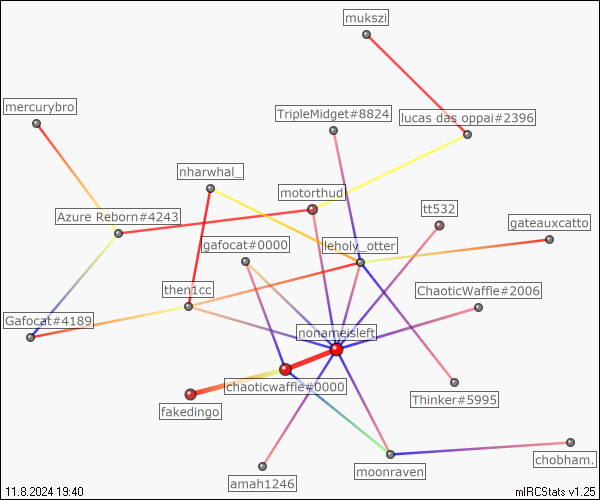 mukszi
mercurybro
TripleMidget#8824
lucas das oppai#2396
nharwhal_
motorthud
tt532
Azure Reborn#4243
gateauxcatto
gafocat#0000
leholy_otter
then1cc
ChaoticWaffle#2006
Gafocat#4189
nonameisleft
chaoticwaffle#0000
Thinker#5995
fakedingo
chobham.
moonraven
amah1246
11.8.2024 19:40
mIRCStats v1.25